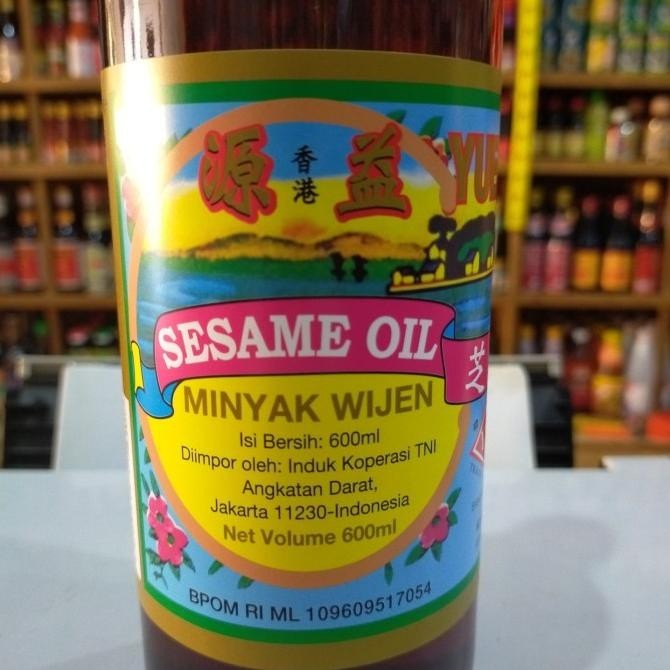 源 香港 益
SESAME OIL
芝
MINYAK WIJEN
Isi Bersih: 600ml
Diimpor oleh: Induk Koperasi TNI
Angkatan Darat,
Jakarta 11230-Indonesia
Net Volume 600ml
BPOM RI ML 109609517054